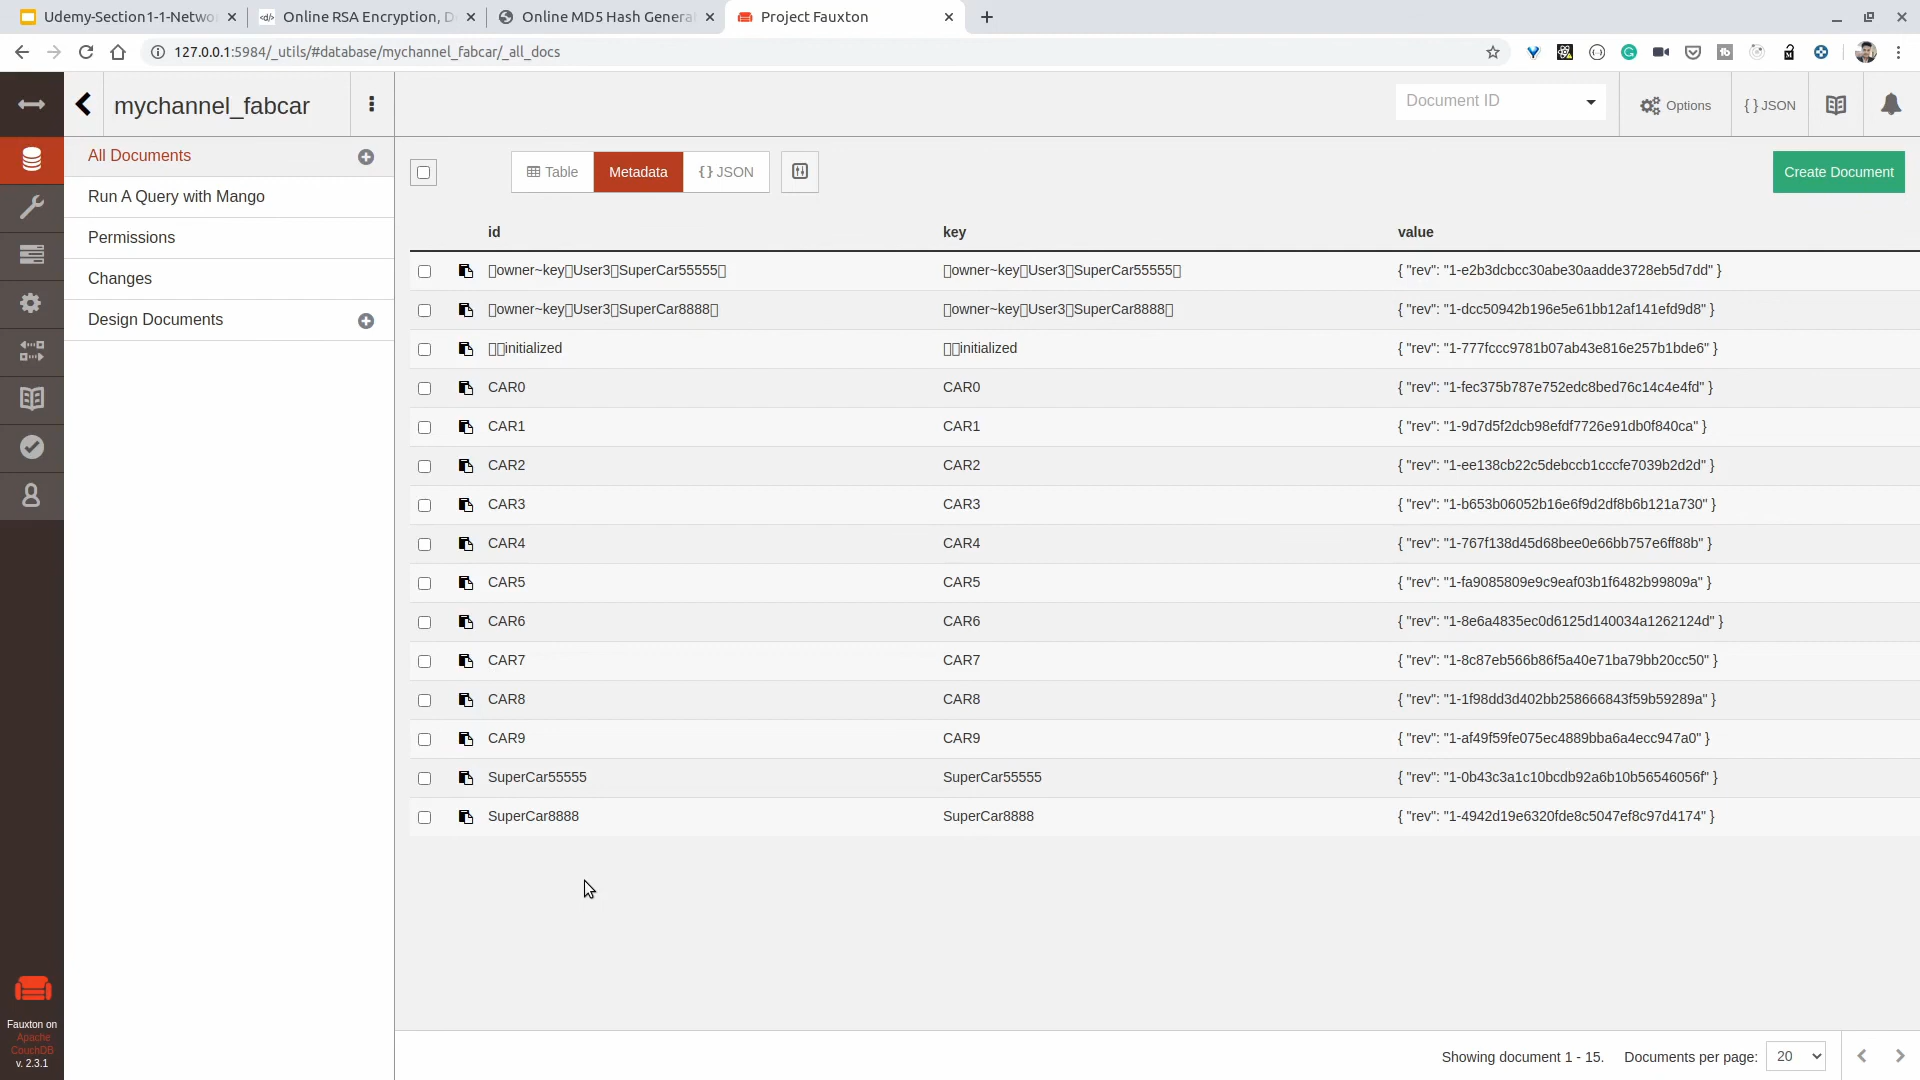 Udemy-Section1-1-Netwo
Online RSA Encryption, D
Online MD5 Hash Genera
Project Fauxton
127.0.0.1:5984/_utils/#database/mychannel_fabcar/_all_docs
mychannel_fabcar
Document ID
Options
{ } JSON
All Documents
Run A Query with Mango
Permissions
Changes
Design Documents
Table
Metadata
{ } JSON
Create Document
id key value
owner~key User3 SuperCar55555 owner~key User3 SuperCar55555 { "rev": "1-e2b3dcbcc30abe30aadde3728eb5d7dd" }
owner~key User3 SuperCar8888 owner~key User3 SuperCar8888 { "rev": "1-dcc50942b196e5e61bb12af141efd9d8" }
initialized initialized { "rev": "1-777fccc9781b07ab43e816e257b1bde6" }
CAR0 CAR0 { "rev": "1-fec375b787e752edc8bed76c14c4e4fd" }
CAR1 CAR1 { "rev": "1-9d7d5f2dcb98efdf7726e91db0f840ca" }
CAR2 CAR2 { "rev": "1-ee138cb22c5debccb1cccfe7039b2d2d" }
CAR3 CAR3 { "rev": "1-b653b06052b16e6f9d2df8b6b121a730" }
CAR4 CAR4 { "rev": "1-767f138d45d68bee0e66bb757e6ff88b" }
CAR5 CAR5 { "rev": "1-fa9085809e9c9eaf03b1f6482b99809a" }
CAR6 CAR6 { "rev": "1-8e6a4835ec0d6125d140034a1262124d" }
CAR7 CAR7 { "rev": "1-8c87eb566b86f5a40e71ba79bb20cc50" }
CAR8 CAR8 { "rev": "1-1f98dd3d402bb258666843f59b59289a" }
CAR9 CAR9 { "rev": "1-af49f59fe075ec4889bba6a4ecc947a0" }
SuperCar55555 SuperCar55555 { "rev": "1-0b43c3a1c10bcdb92a6b10b56546056f" }
SuperCar8888 SuperCar8888 { "rev": "1-4942d19e6320fde8c5047ef8c97d4174" }
Fauxton on
Apache
CouchDB
v. 2.3.1
Showing document 1 - 15. Documents per page: 20